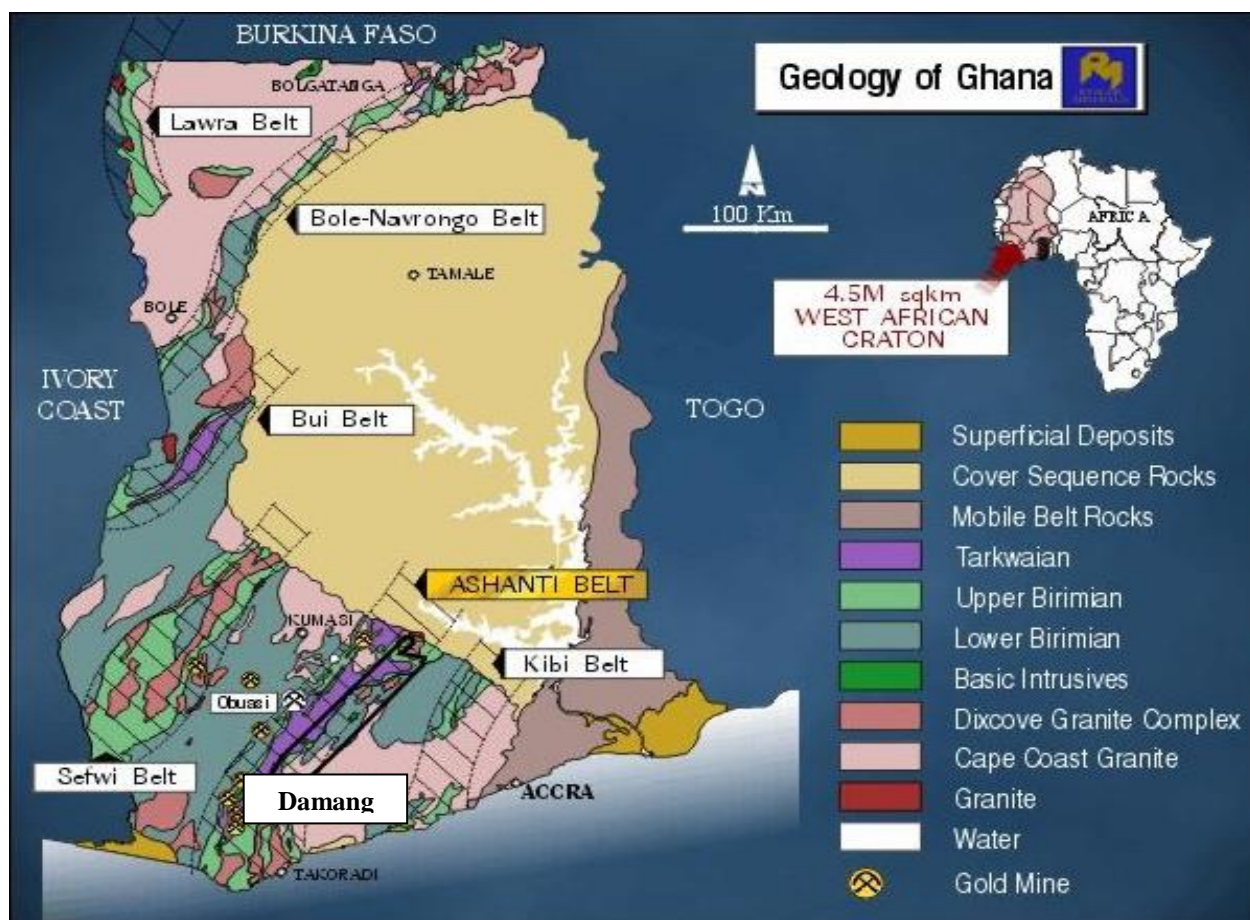 BURKINA FASO
Geology of Ghana
BOLGATANGA
Lawra Belt
Bole-Navrongo Belt
N
100 Km
AFRICA
TAMALE
4.5M sqkm
WEST AFRICAN
CRATON
BOLE
IVORY
COAST
Bui Belt
TOGO
Superficial Deposits
Cover Sequence Rocks
Mobile Belt Rocks
Tarkwaian
Upper Birimian
Lower Birimian
Basic Intrusives
Dixcove Granite Complex
Cape Coast Granite
Granite
Water
Gold Mine
ASHANTI BELT
KUMASI
Kibi Belt
Obuasi
Sefwi Belt
Damang
ACCRA
TAKORADI